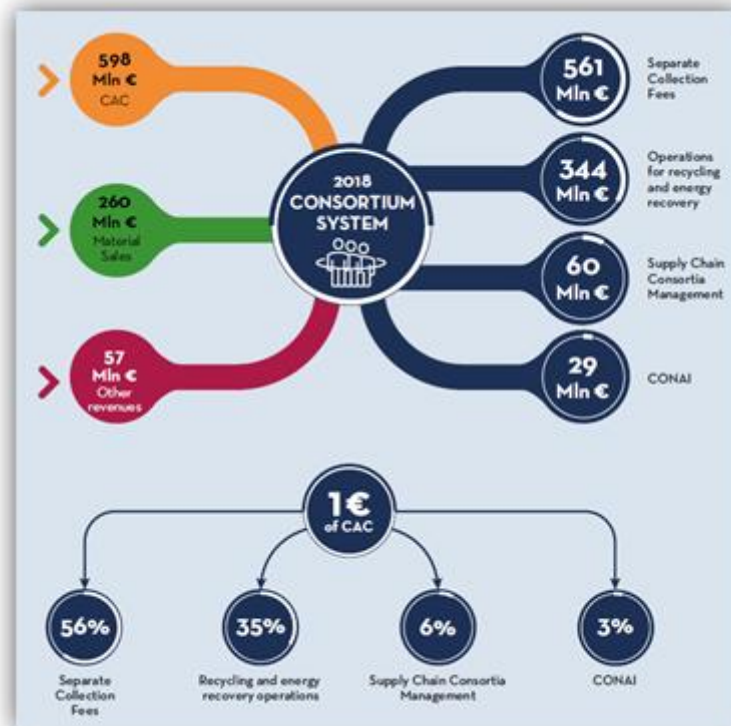 598
Mln €
CAC
260
Mln €
Material
Sales
57
Mln €
Other
revenues
2018
CONSORTIUM
SYSTEM
561
Mln €
Separate
Collection
Fees
344
Mln €
Operations
for recycling
and energy
recovery
60
Mln €
Supply Chain
Consortia
Management
29
Mln €
CONAI
1€
of CAC
56%
Separate
Collection
Fees
35%
Recycling and energy
recovery operations
6%
Supply Chain Consortia
Management
3%
CONAI